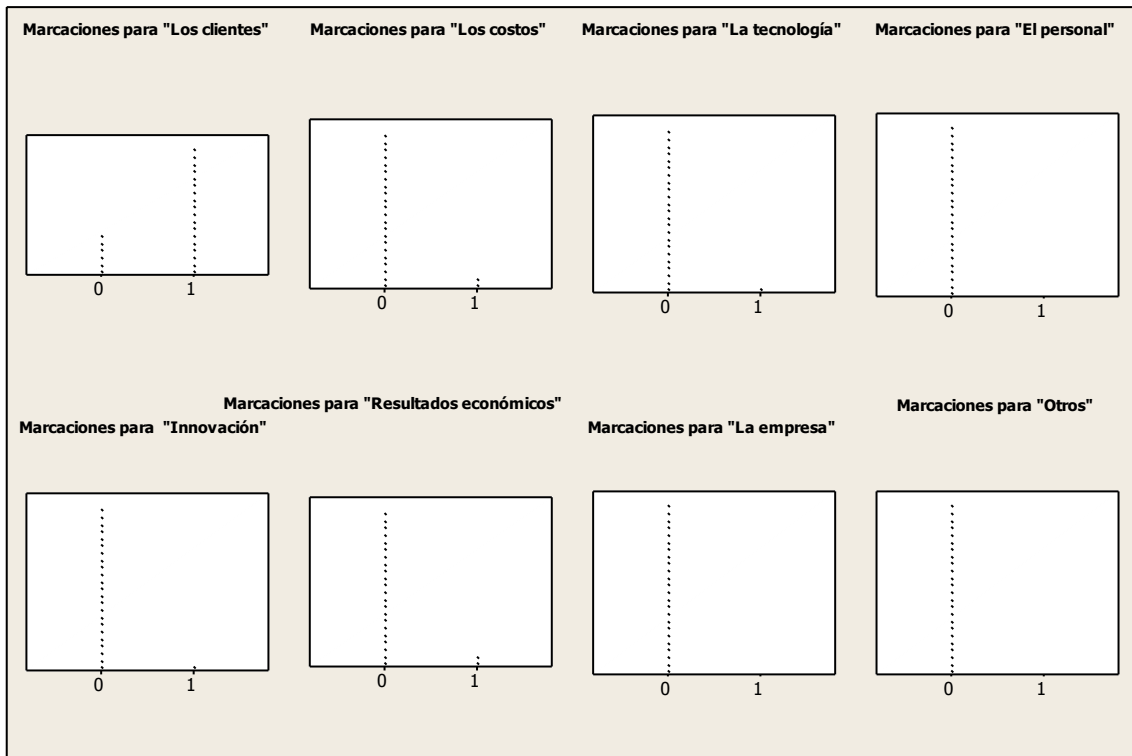 Marcaciones para "Los clientes"
Marcaciones para "Los costos"
Marcaciones para "La tecnología"
Marcaciones para "El personal"
0 1
0 1
0 1
0 1
Marcaciones para "Innovación"
Marcaciones para "Resultados económicos"
Marcaciones para "La empresa"
Marcaciones para "Otros"
0 1
0 1
0 1
0 1